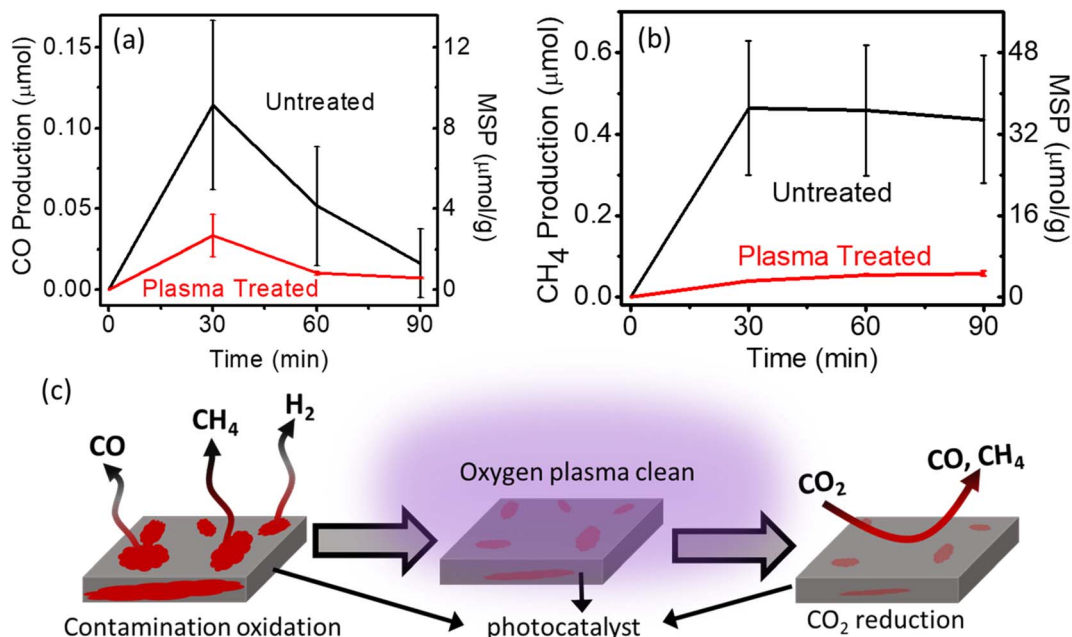 (a)
CO Production (μmol)
0.15
0.10
0.05
0.00
12
8
4
0
MSP (μmol/g)
Untreated
Plasma Treated
0 30 60 90
Time (min)
(b)
CH₄ Production (μmol)
0.6
0.4
0.2
0.0
48
32
16
0
MSP (μmol/g)
Untreated
Plasma Treated
0 30 60 90
Time (min)
(c)
CO
CH₄
H₂
Oxygen plasma clean
CO₂
CO, CH₄
Contamination oxidation
photocatalyst
CO₂ reduction